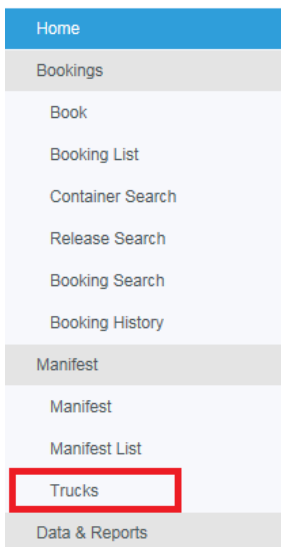 Home
Bookings
Book
Booking List
Container Search
Release Search
Booking Search
Booking History
Manifest
Manifest
Manifest List
Trucks
Data & Reports